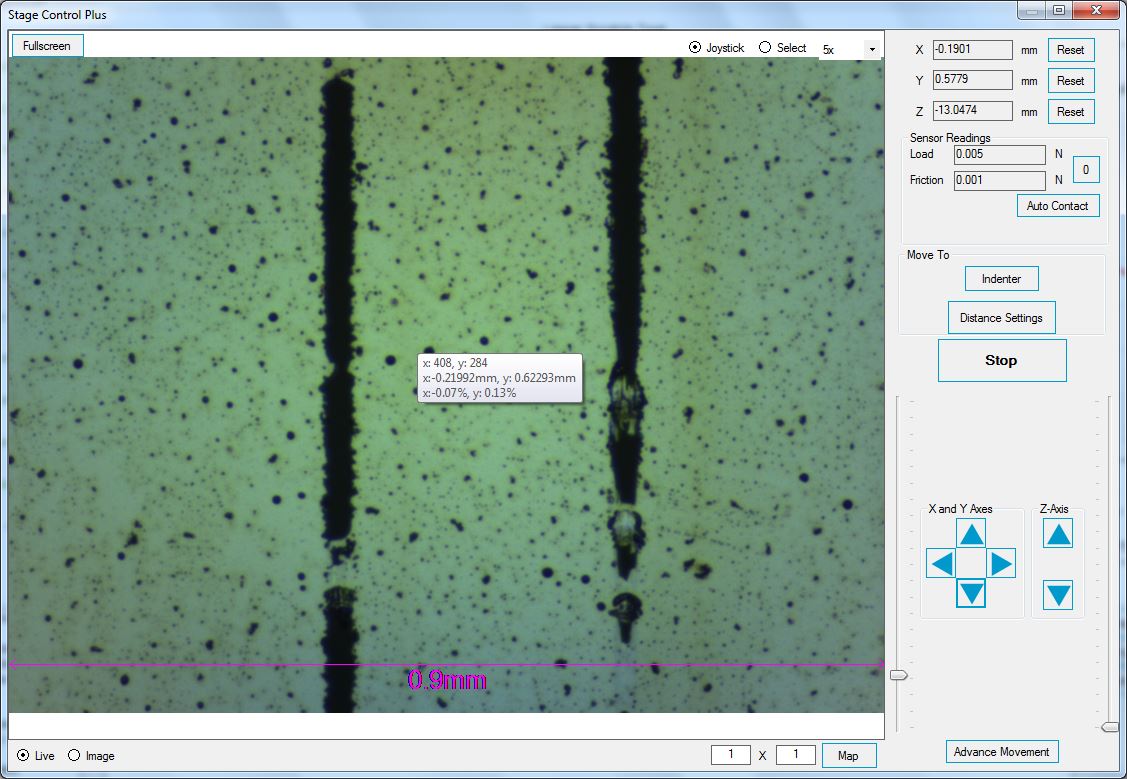 Stage Control Plus
Fullscreen
Joystick Select 5x
X -0.1901 mm Reset
Y 0.5779 mm Reset
Z -13.0474 mm Reset
Sensor Readings
Load 0.005 N
Friction 0.001 N
0
Auto Contact
Move To
Indenter
Distance Settings
Stop
x: 408, y: 284
x:-0.21992mm, y: 0.62293mm
x:-0.07%, y: 0.13%
X and Y Axes
Z-Axis
0.9mm
Live Image
1 X 1 Map
Advance Movement